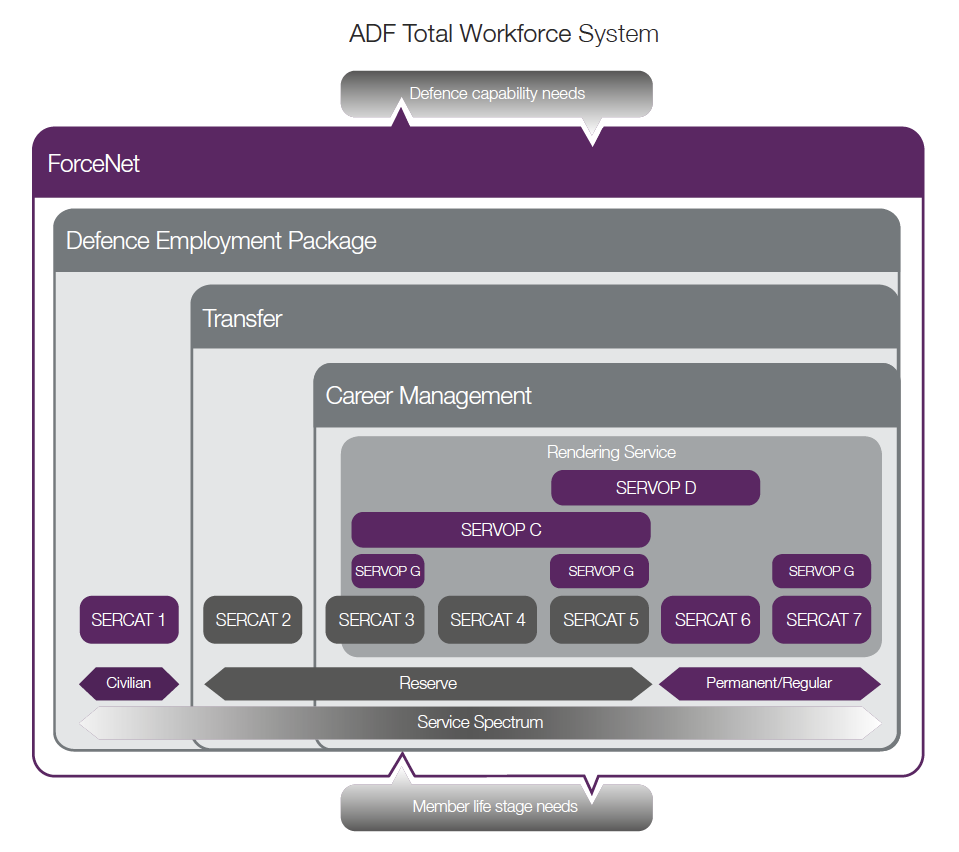 ADF Total Workforce System
Defence capability needs
ForceNet
Defence Employment Package
Transfer
Career Management
Rendering Service
SERVOP D
SERVOP C
SERVOP G SERVOP G SERVOP G
SERCAT 1 SERCAT 2 SERCAT 3 SERCAT 4 SERCAT 5 SERCAT 6 SERCAT 7
Civilian Reserve Permanent/Regular
Service Spectrum
Member life stage needs